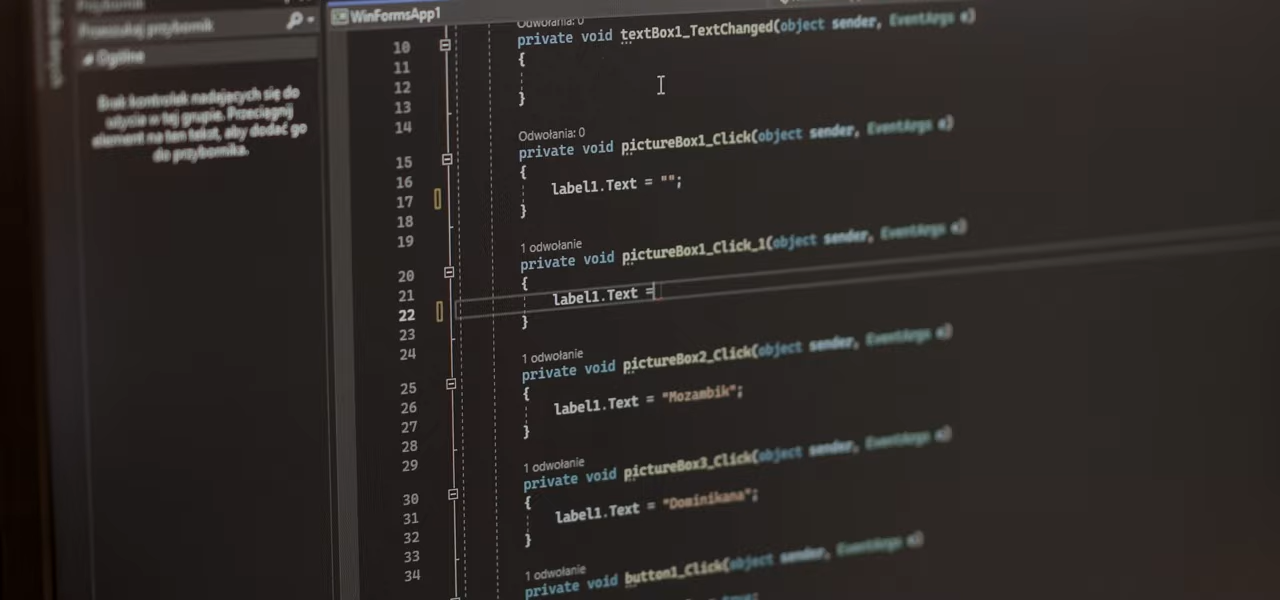 Przybornik
Przeszukaj przybornik
Ogólne
Brak kontrolek nadających się do
użycia w tej grupie. Przeciągnij
element na ten tekst, aby dodać go
do przybornika.
WinFormsApp1
Odwołania: 0
10 private void textBox1_TextChanged(object sender, EventArgs e)
11 {
12
13 }
14
Odwołania: 0
15 private void pictureBox1_Click(object sender, EventArgs e)
16 {
17 label1.Text = "";
18 }
19
1 odwołanie
20 private void pictureBox1_Click_1(object sender, EventArgs e)
21 {
22 label1.Text =
23 }
24
1 odwołanie
25 private void pictureBox2_Click(object sender, EventArgs e)
26 {
27 label1.Text = "Mozambik";
28 }
29
1 odwołanie
30 private void pictureBox3_Click(object sender, EventArgs e)
31 {
32 label1.Text = "Dominikana";
33 }
34
1 odwołanie
private void button1_Click(object sender, EventArgs e)